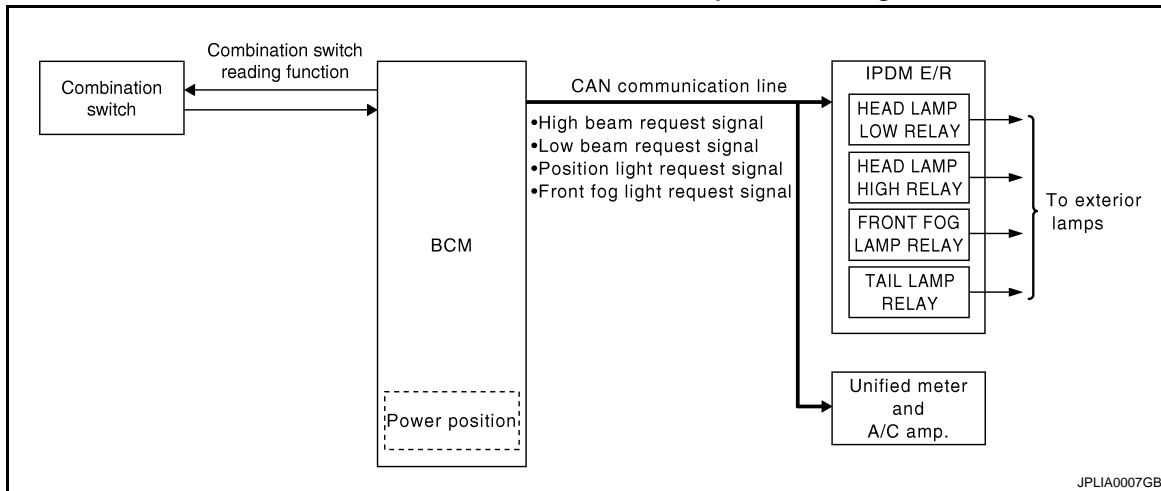 Combination switch
reading function
Combination
switch
BCM
Power position
CAN communication line
•High beam request signal
•Low beam request signal
•Position light request signal
•Front fog light request signal
IPDM E/R
HEAD LAMP
LOW RELAY
HEAD LAMP
HIGH RELAY
FRONT FOG
LAMP RELAY
TAIL LAMP
RELAY
To exterior
lamps
Unified meter
and
A/C amp.
JPLIA0007GB